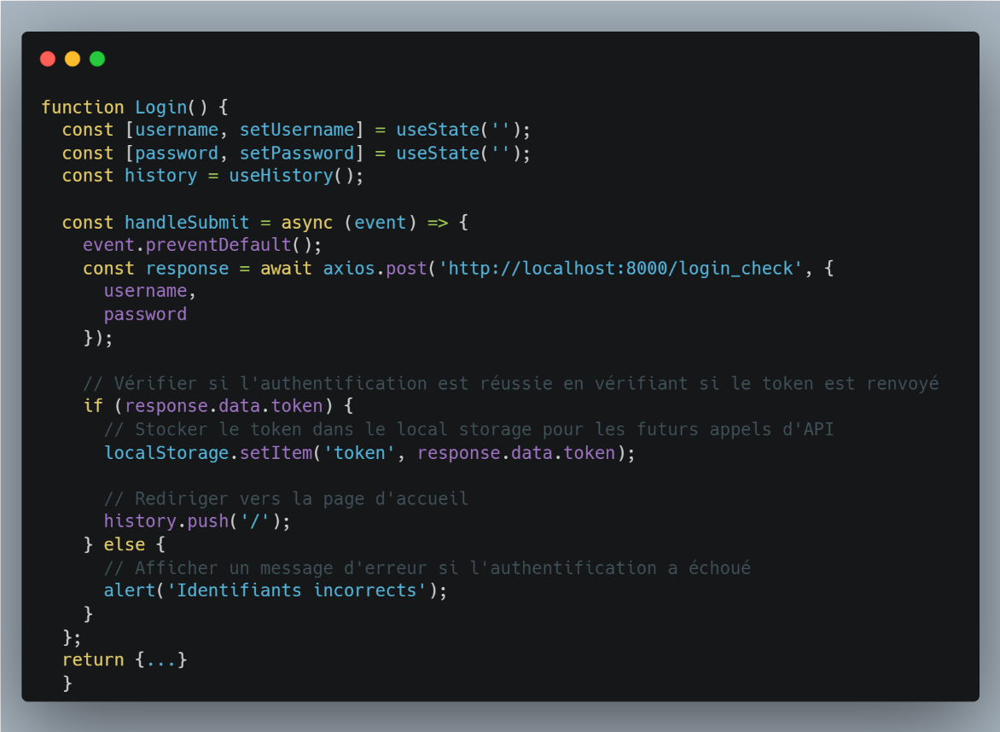 function Login() {
  const [username, setUsername] = useState('');
  const [password, setPassword] = useState('');
  const history = useHistory();

  const handleSubmit = async (event) => {
    event.preventDefault();
    const response = await axios.post('http://localhost:8000/login_check', {
      username,
      password
    });

    // Vérifier si l'authentification est réussie en vérifiant si le token est renvoyé
    if (response.data.token) {
      // Stocker le token dans le local storage pour les futurs appels d'API
      localStorage.setItem('token', response.data.token);

      // Rediriger vers la page d'accueil
      history.push('/');
    } else {
      // Afficher un message d'erreur si l'authentification a échoué
      alert('Identifiants incorrects');
    }
  };
  return {...}
  }